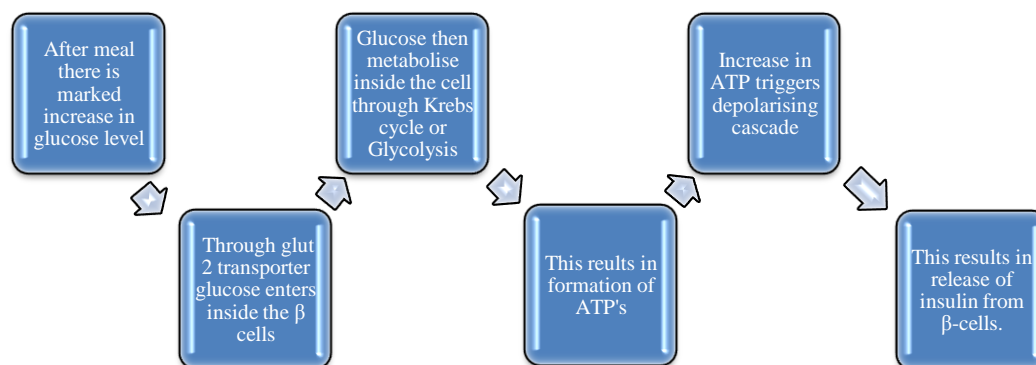 After meal
there is
marked
increase in
glucose level
Through glut
2 transporter
glucose enters
inside the β
cells
Glucose then
metabolise
inside the cell
through Krebs
cycle or
Glycolysis
This reults in
formation of
ATP's
Increase in
ATP triggers
depolarising
cascade
This results in
release of
insulin from
β-cells.